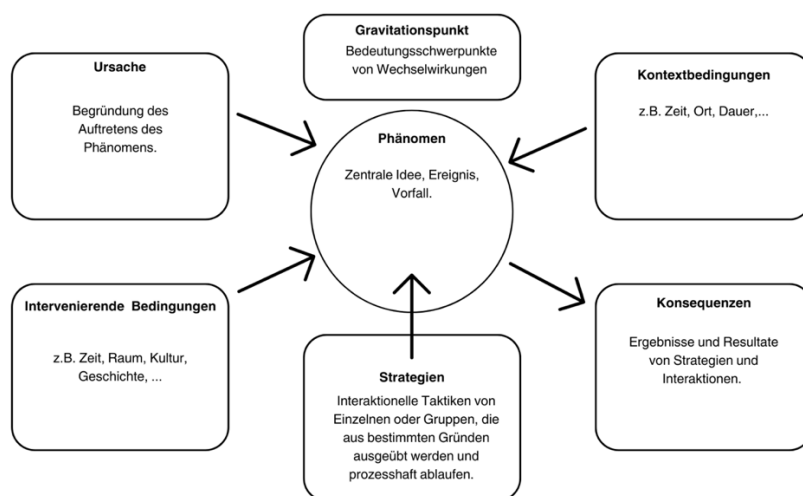 Gravitationspunkt
Bedeutungsschwerpunkte
von Wechselwirkungen
Ursache
Begründung des
Auftretens des
Phänomens.
Kontextbedingungen
z.B. Zeit, Ort, Dauer,...
Phänomen
Zentrale Idee, Ereignis,
Vorfall.
Intervenierende Bedingungen
z.B. Zeit, Raum, Kultur,
Geschichte, ...
Strategien
Interaktionelle Taktiken von
Einzelnen oder Gruppen, die
aus bestimmten Gründen
ausgeübt werden und
prozesshaft ablaufen.
Konsequenzen
Ergebnisse und Resultate
von Strategien und
Interaktionen.